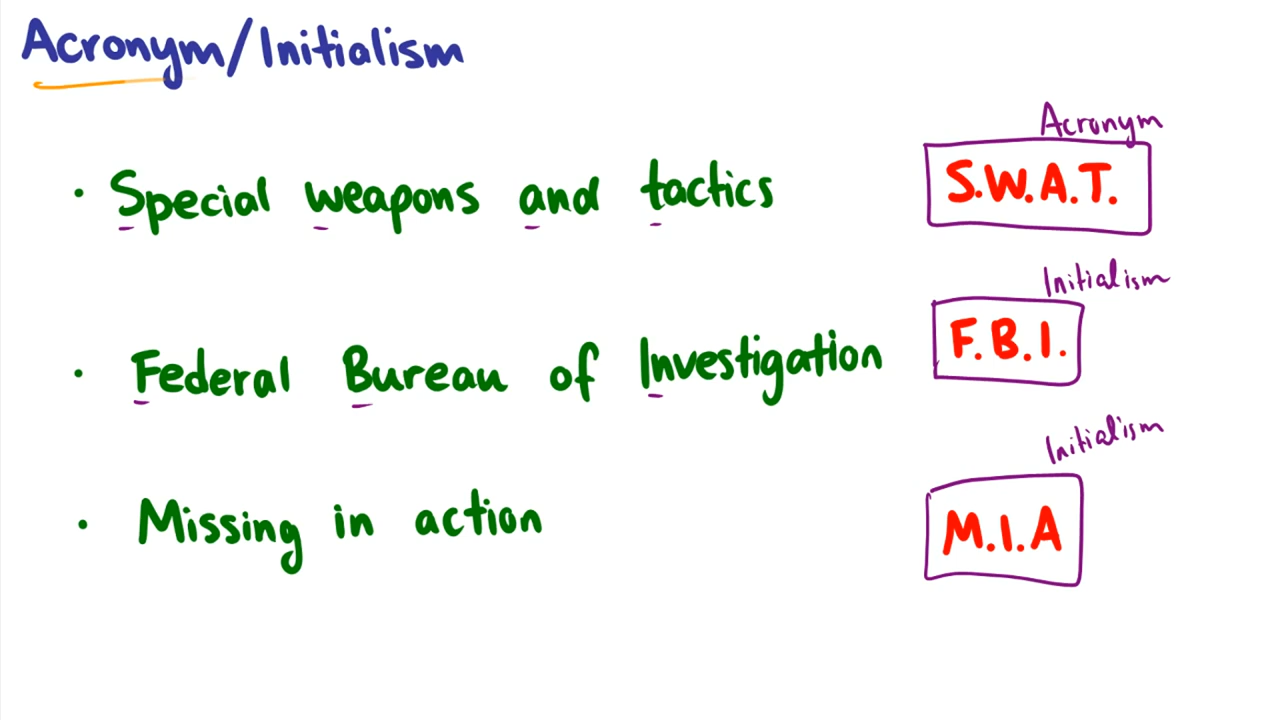 Acronym/Initialism
Acronym
· Special weapons and tactics S.W.A.T.
Initialism
· Federal Bureau of Investigation F.B.I.
Initialism
· Missing in action M.I.A